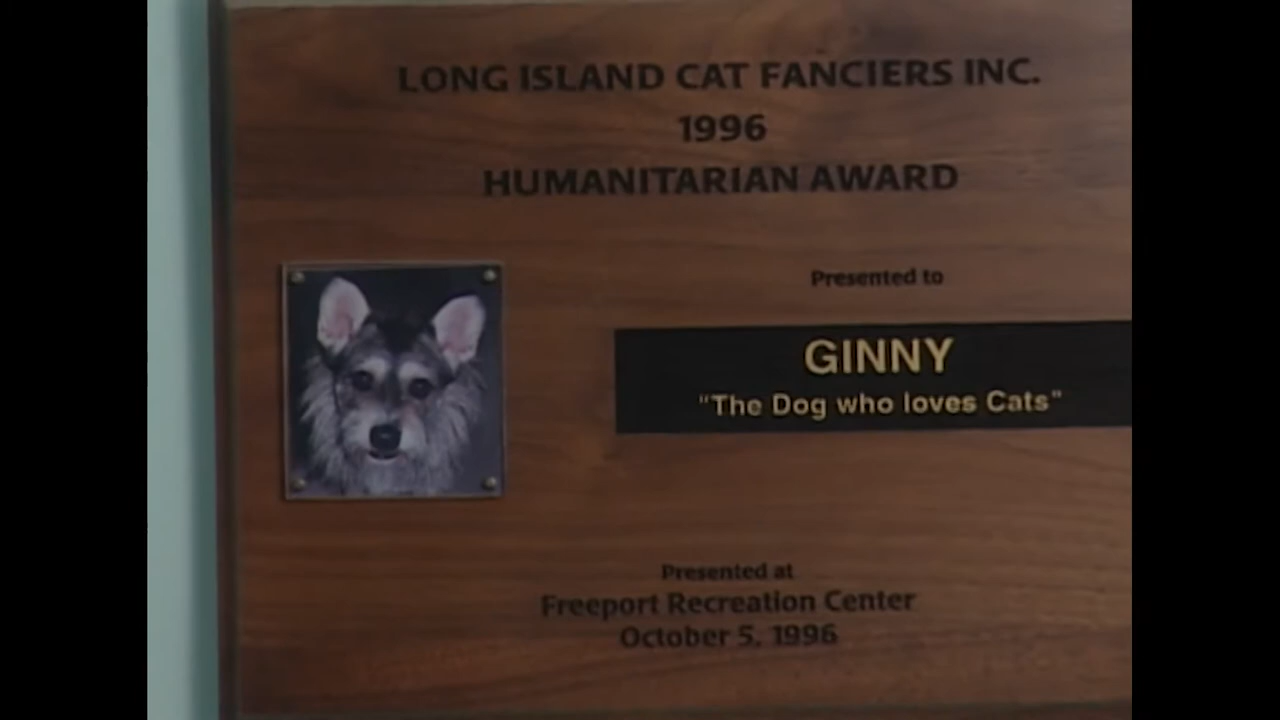 LONG ISLAND CAT FANCIERS INC.
1996
HUMANITARIAN AWARD
Presented to
GINNY
"The Dog who loves Cats"
Presented at
Freeport Recreation Center
October 5, 1996